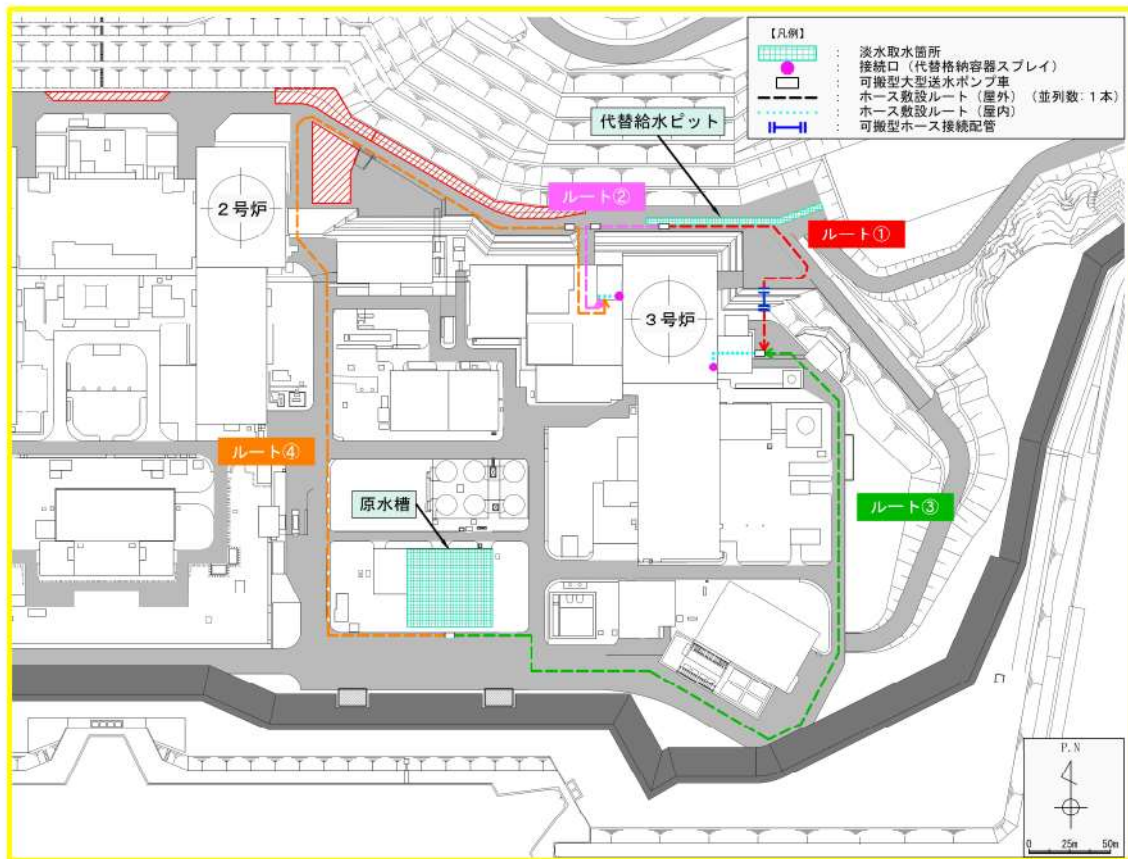 【凡例】
： 淡水取水箇所
： 接続口（代替格納容器スプレイ）
： 可搬型大型送水ポンプ車
： ホース敷設ルート（屋外）（並列数：1本）
： ホース敷設ルート（屋内）
： 可搬型ホース接続配管
代替給水ピット
ルート②
2号炉
ルート①
3号炉
ルート④
原水槽
ルート③
P.N
0 25m 50m